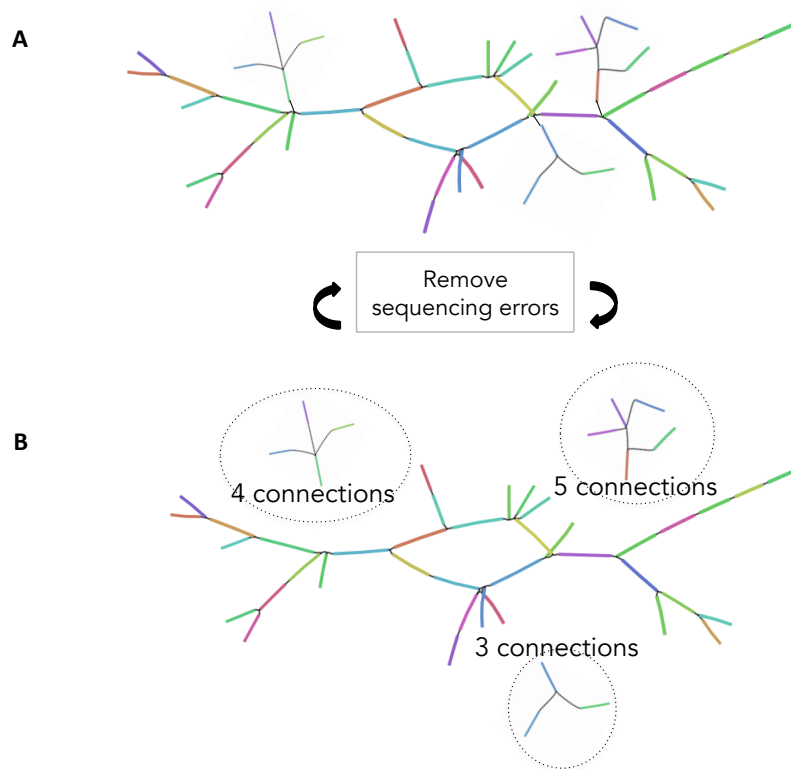 A
Remove
sequencing errors
B
4 connections
5 connections
3 connections